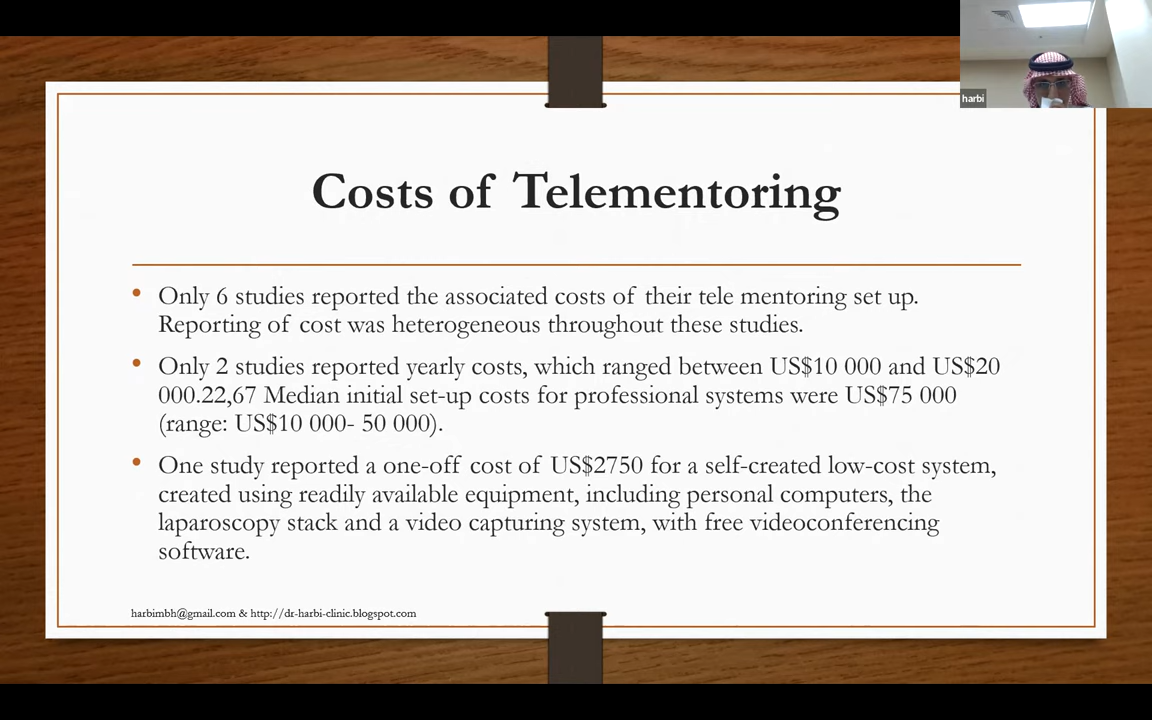 harbi
Costs of Telementoring
• Only 6 studies reported the associated costs of their tele mentoring set up.
Reporting of cost was heterogeneous throughout these studies.
• Only 2 studies reported yearly costs, which ranged between US$10 000 and US$20
000.22,67 Median initial set-up costs for professional systems were US$75 000
(range: US$10 000- 50 000).
• One study reported a one-off cost of US$2750 for a self-created low-cost system,
created using readily available equipment, including personal computers, the
laparoscopy stack and a video capturing system, with free videoconferencing
software.
harbimbh@gmail.com & http://dr-harbi-clinic.blogspot.com